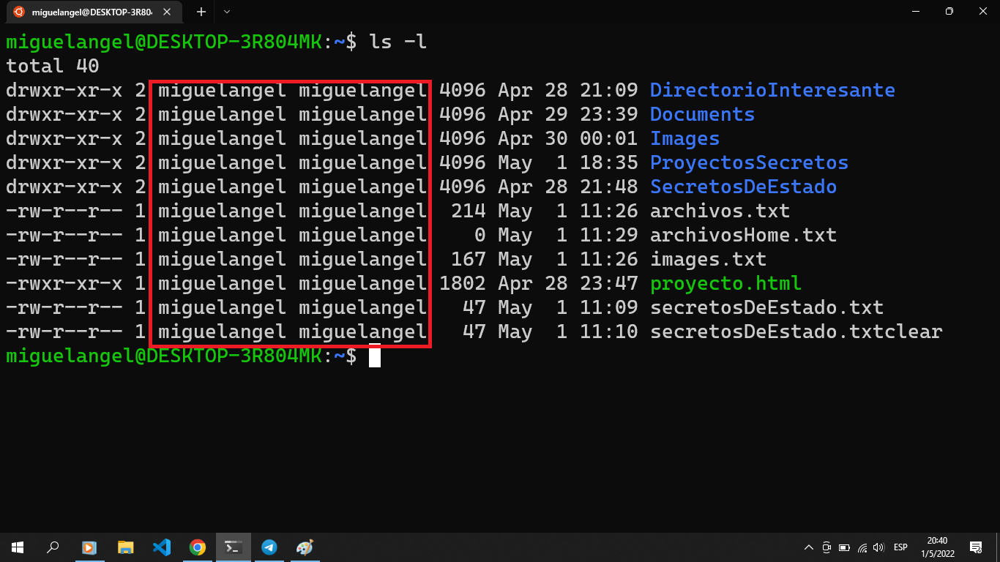 miguelangel@DESKTOP-3R804
miguelangel@DESKTOP-3R804MK:~$ ls -l
total 40
drwxr-xr-x 2 miguelangel miguelangel 4096 Apr 28 21:09 DirectorioInteresante
drwxr-xr-x 2 miguelangel miguelangel 4096 Apr 29 23:39 Documents
drwxr-xr-x 2 miguelangel miguelangel 4096 Apr 30 00:01 Images
drwxr-xr-x 2 miguelangel miguelangel 4096 May  1 18:35 ProyectosSecretos
drwxr-xr-x 2 miguelangel miguelangel 4096 Apr 28 21:48 SecretosDeEstado
-rw-r--r-- 1 miguelangel miguelangel  214 May  1 11:26 archivos.txt
-rw-r--r-- 1 miguelangel miguelangel    0 May  1 11:29 archivosHome.txt
-rw-r--r-- 1 miguelangel miguelangel  167 May  1 11:26 images.txt
-rwxr-xr-x 1 miguelangel miguelangel 1802 Apr 28 23:47 proyecto.html
-rw-r--r-- 1 miguelangel miguelangel   47 May  1 11:09 secretosDeEstado.txt
-rw-r--r-- 1 miguelangel miguelangel   47 May  1 11:10 secretosDeEstado.txtclear
miguelangel@DESKTOP-3R804MK:~$
ESP
20:40
1/5/2022